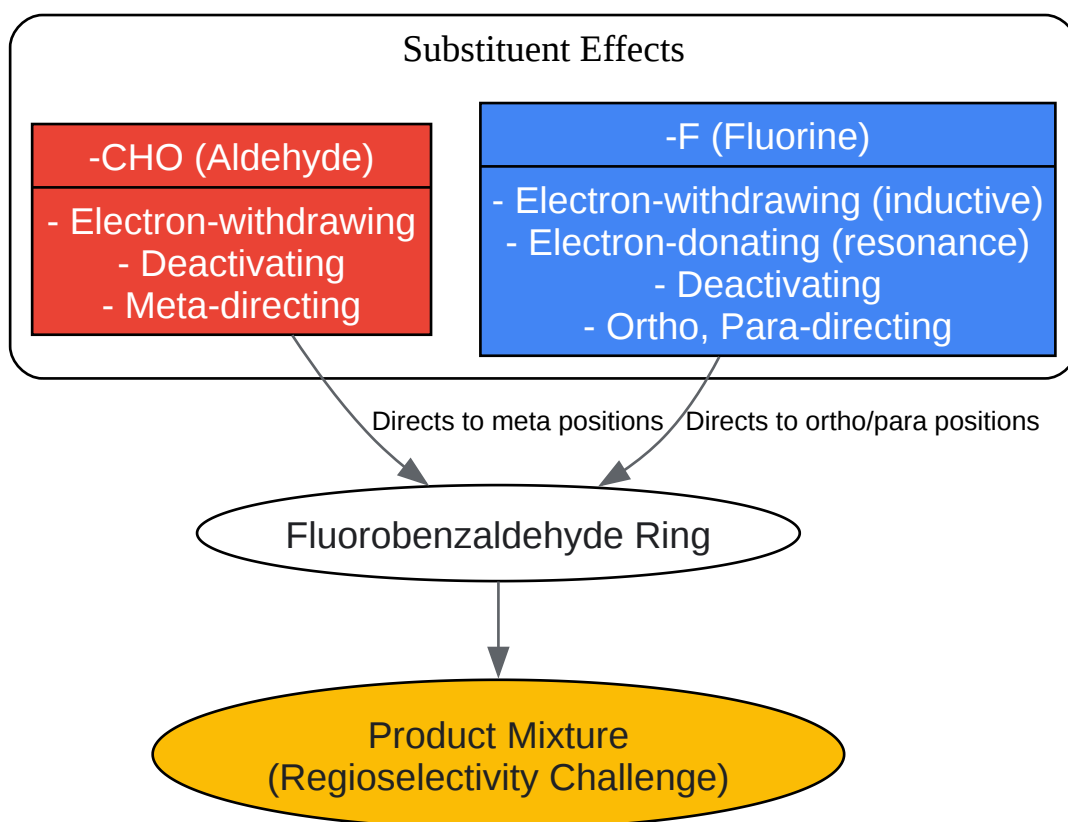 Substituent Effects
-CHO (Aldehyde)
- Electron-withdrawing
- Deactivating
- Meta-directing
-F (Fluorine)
- Electron-withdrawing (inductive)
- Electron-donating (resonance)
- Deactivating
- Ortho, Para-directing
Directs to meta positions
Directs to ortho/para positions
Fluorobenzaldehyde Ring
Product Mixture
(Regioselectivity Challenge)